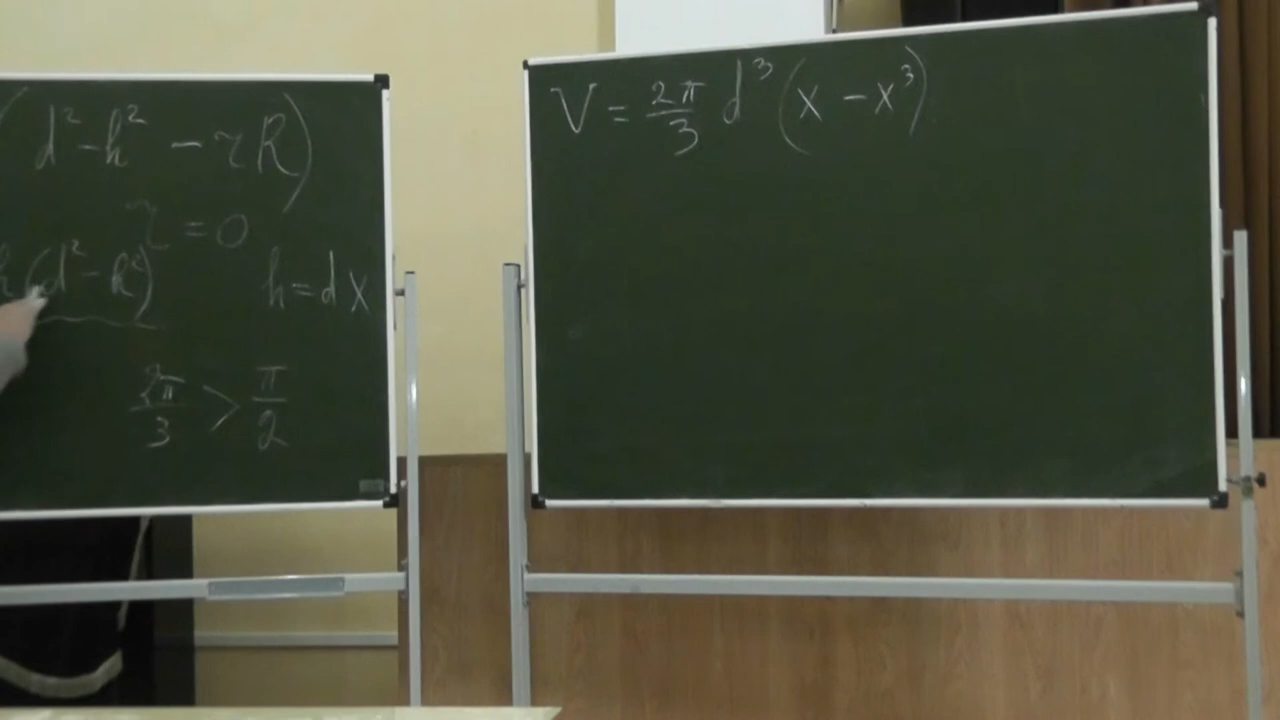 (d² - h² - rR)
r = 0
h(d² - h²)
h = dx
2π/3 > π/2
V = 2π/3 d³ (x - x³)